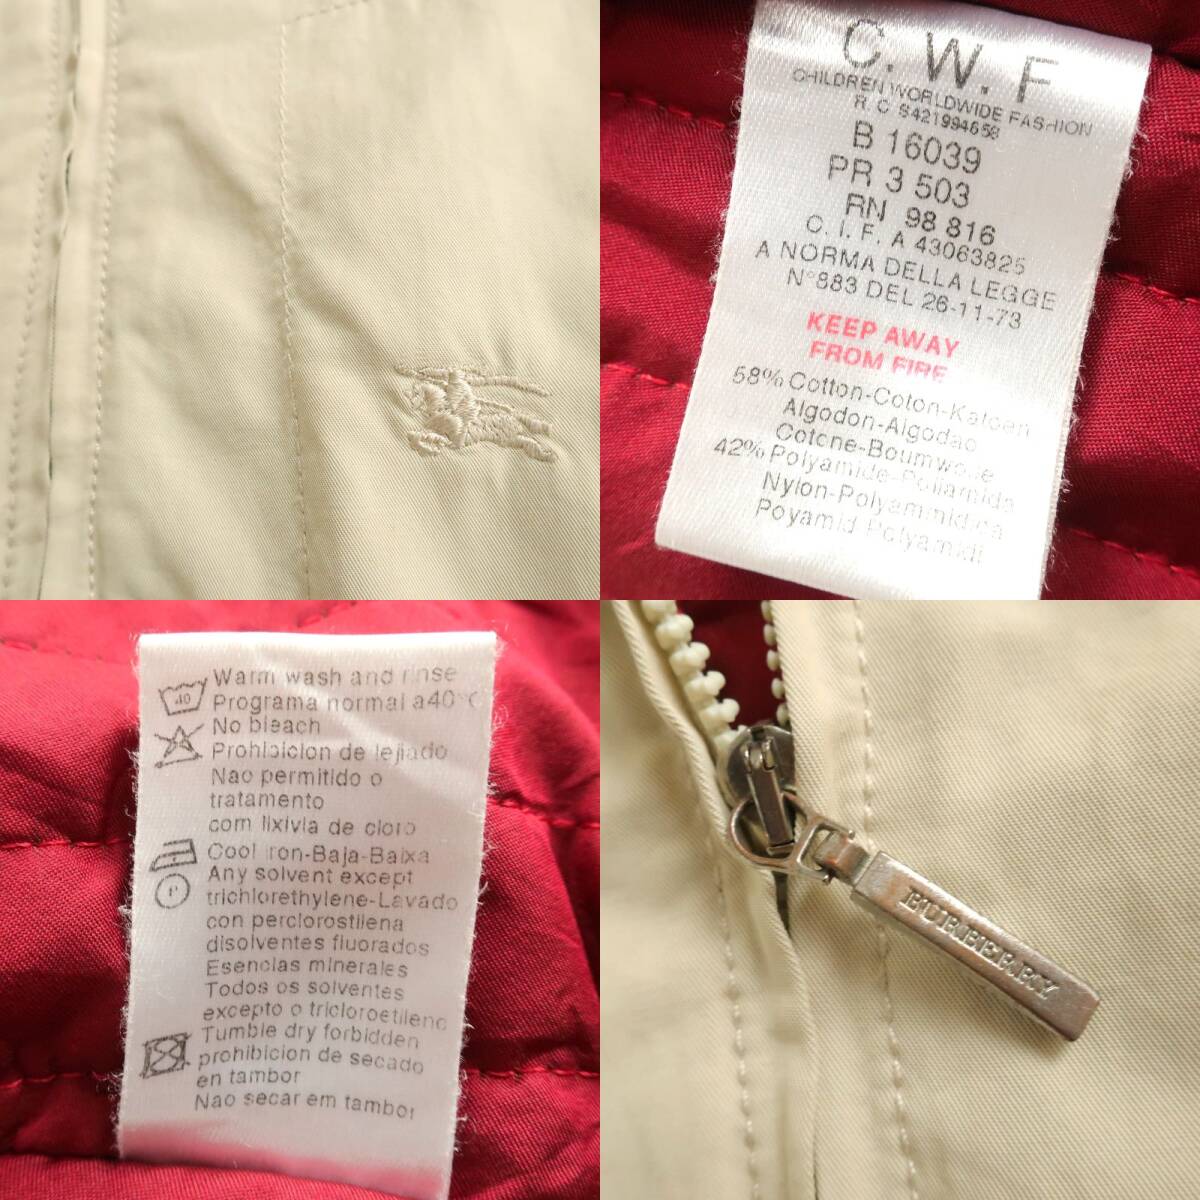 C. W. F
CHILDREN WORLDWIDE FASHION
R C S421994658
B 16039
PR 3 503
RN 98 816
C. I. F. A 43063825
A NORMA DELLA LEGGE
N°883 DEL 26-11-73
KEEP AWAY
FROM FIRE
58% Cotton-Coton-Katoen
Algodon-Algodao
Cotone-Boumwolle
42% Polyamide-Poliamida
Nylon-Polyammidica
Poyamid Polyamidi
40
Warm wash and rinse
Programa normal a40°C
No bleach
Prohibicion de lejiado
Nao permitido o
tratamento
com lixivia de cloro
Cool iron-Baja-Baixa
P
Any solvent except
trichlorethylene-Lavado
con perclorostilena
disolventes fluorados
Esencias minerales
Todos os solventes
excepto o tricloroetileno
Tumble dry forbidden
prohibicion de secado
en tambor
Nao secar em tambor
BURBERRY